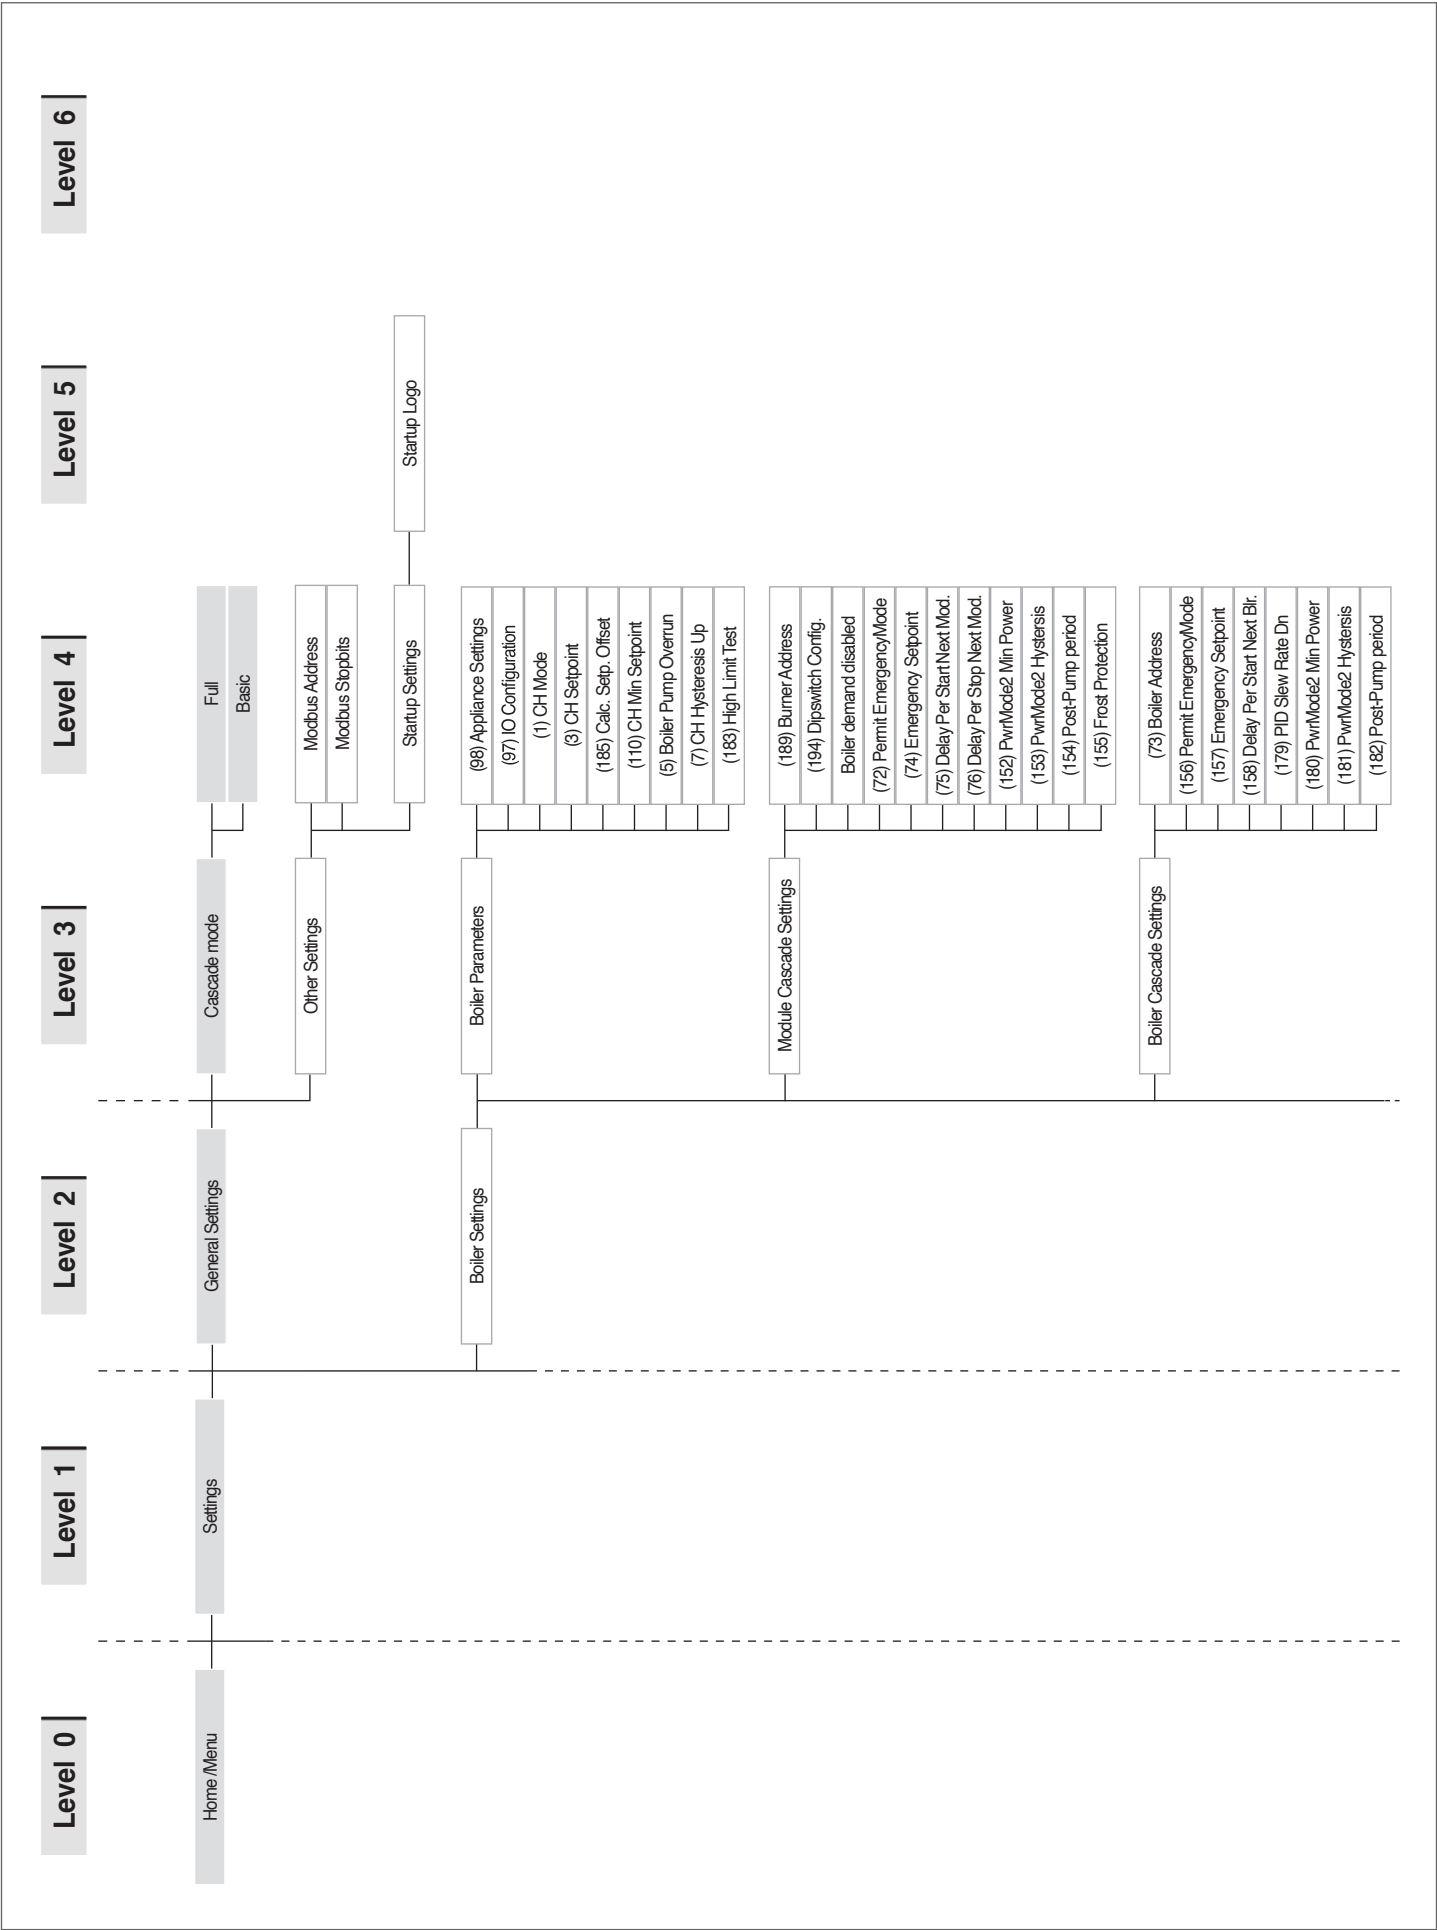 Level 0
Level 1
Level 2
Level 3
Level 4
Level 5
Level 6
Home /Menu
Settings
General Settings
Cascade mode
Full
Basic
Other Settings
Modbus Address
Modbus Stopbits
Startup Settings
Startup Logo
Boiler Settings
Boiler Parameters
(98) Appliance Settings
(97) IO Configuration
(1) CH Mode
(3) CH Setpoint
(185) Calc. Setp. Offset
(110) CH Min Setpoint
(5) Boiler Pump Overrun
(7) CH Hysteresis Up
(183) High Limit Test
Module Cascade Settings
(189) Burner Address
(194) Dipswitch Config.
Boiler demand disabled
(72) Permit EmergencyMode
(74) Emergency Setpoint
(75) Delay Per Start Next Mod.
(76) Delay Per Stop Next Mod.
(152) PwrMode2 Min Power
(153) PwrMode2 Hystersis
(154) Post-Pump period
(155) Frost Protection
Boiler Cascade Settings
(73) Boiler Address
(156) Permit EmergencyMode
(157) Emergency Setpoint
(158) Delay Per Start Next Blr.
(179) PID Slew Rate Dn
(180) PwrMode2 Min Power
(181) PwrMode2 Hystersis
(182) Post-Pump period